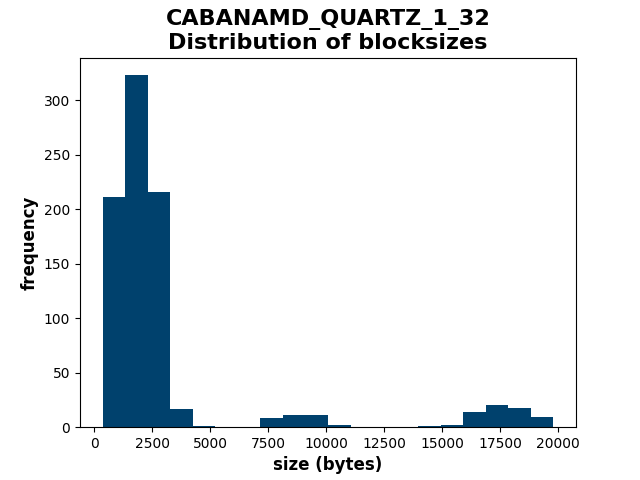 CABANAMD_QUARTZ_1_32
Distribution of blocksizes
frequency
300
250
200
150
100
50
0
0 2500 5000 7500 10000 12500 15000 17500 20000
size (bytes)